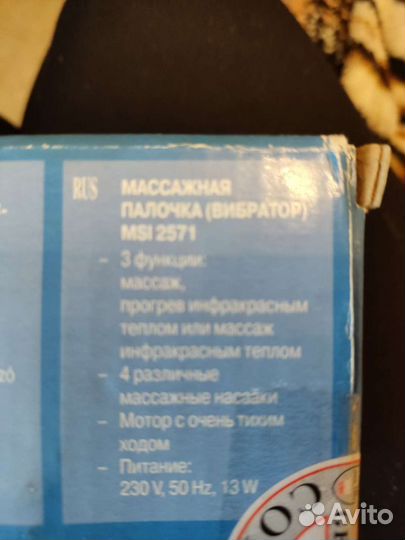 RUS МАССАЖНАЯ
ПАЛОЧКА (ВИБРАТОР)
MSI 2571
– 3 функции:
массаж,
прогрев инфракрасным
теплом или массаж
инфракрасным теплом
– 4 различные
массажные насадки
– Мотор с очень тихим
ходом
– Питание:
230 V, 50 Hz, 13 W
zó
Avito